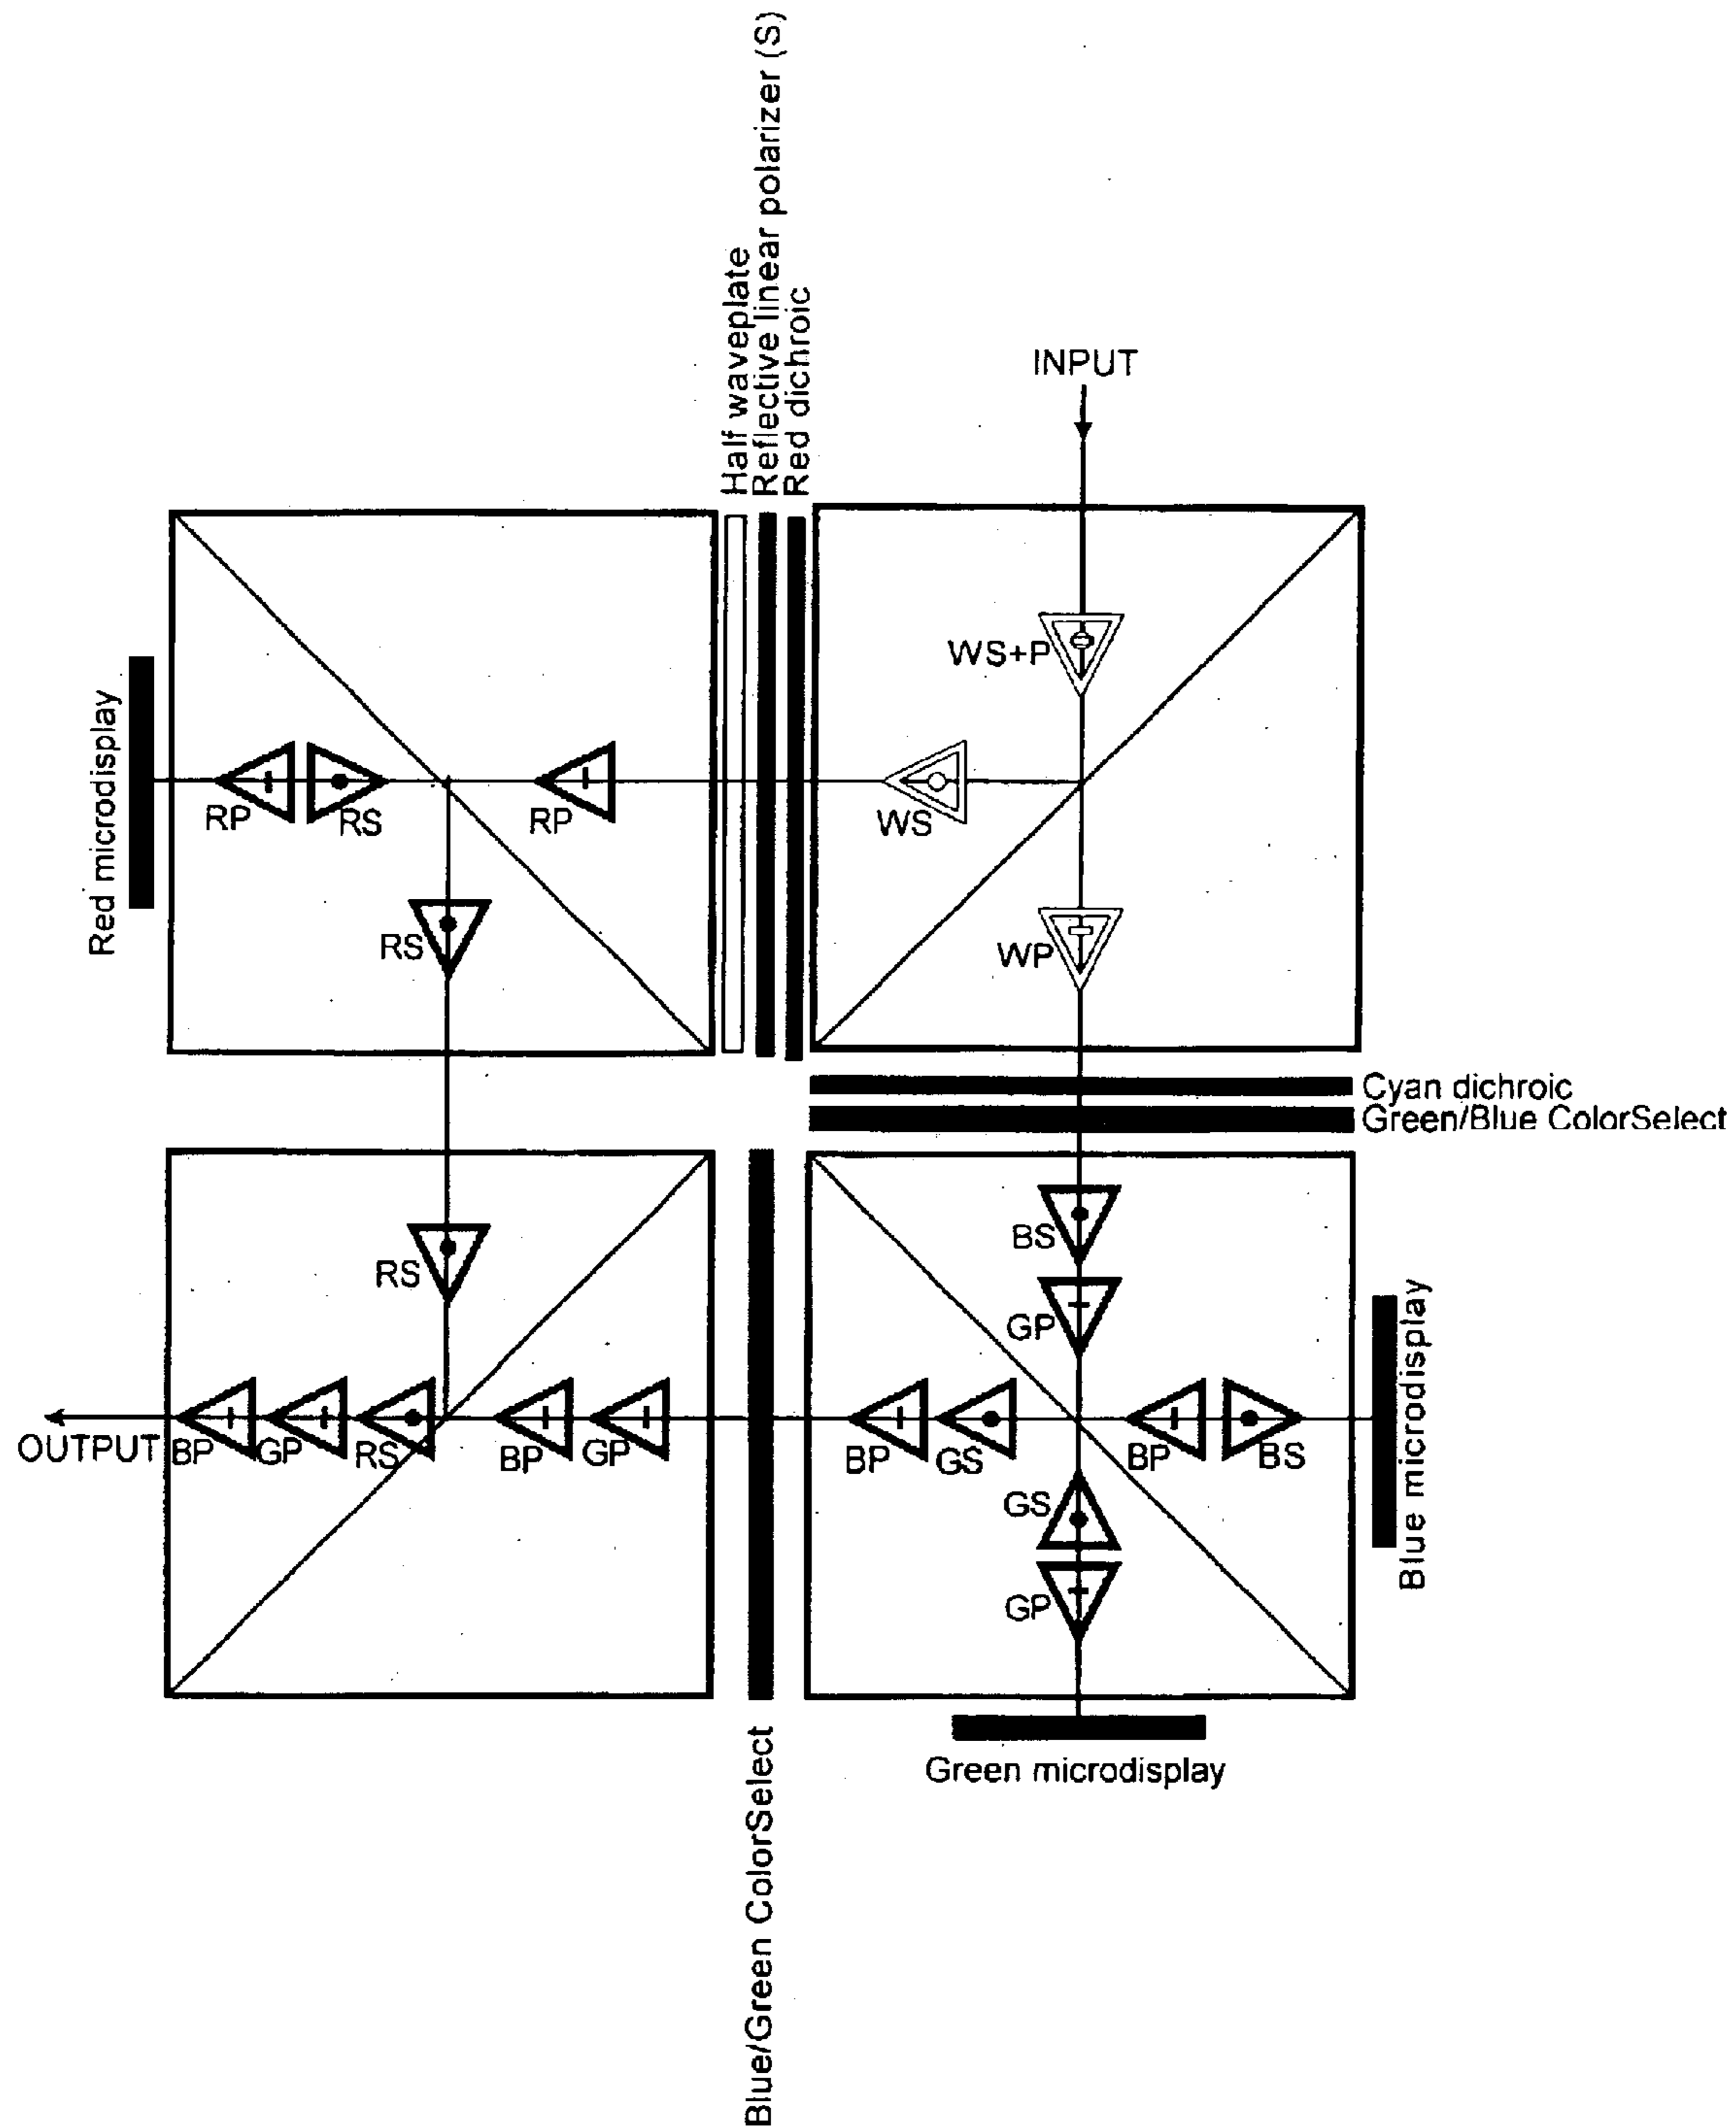 Half waveplate
Reflective linear polarizer (S)
Red dichroic
INPUT
Red microdisplay
WS+P
RP
RS
RP
WS
RS
WP
Cyan dichroic
Green/Blue ColorSelect
BS
RS
GP
Blue microdisplay
OUTPUT
BP
GP
RS
BP
GP
BP
GS
BP
BS
GS
GP
Green microdisplay
Blue/Green ColorSelect